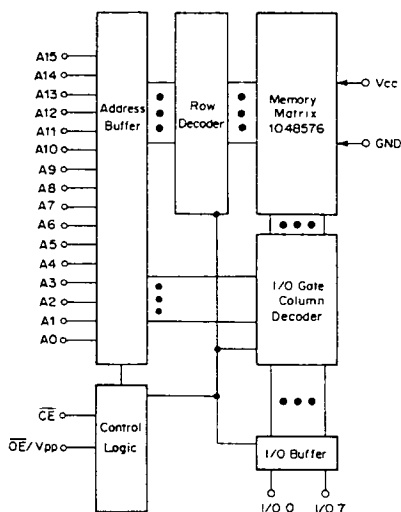 A15
A14
A13
A12
A11
A10
A9
A8
A7
A6
A5
A4
A3
A2
A1
A0
Address
Buffer
Row
Decoder
Memory
Matrix
1048576
Vcc
GND
I/O Gate
Column
Decoder
CE
OE/Vpp
Control
Logic
I/O Buffer
I/O 0
I/O 7